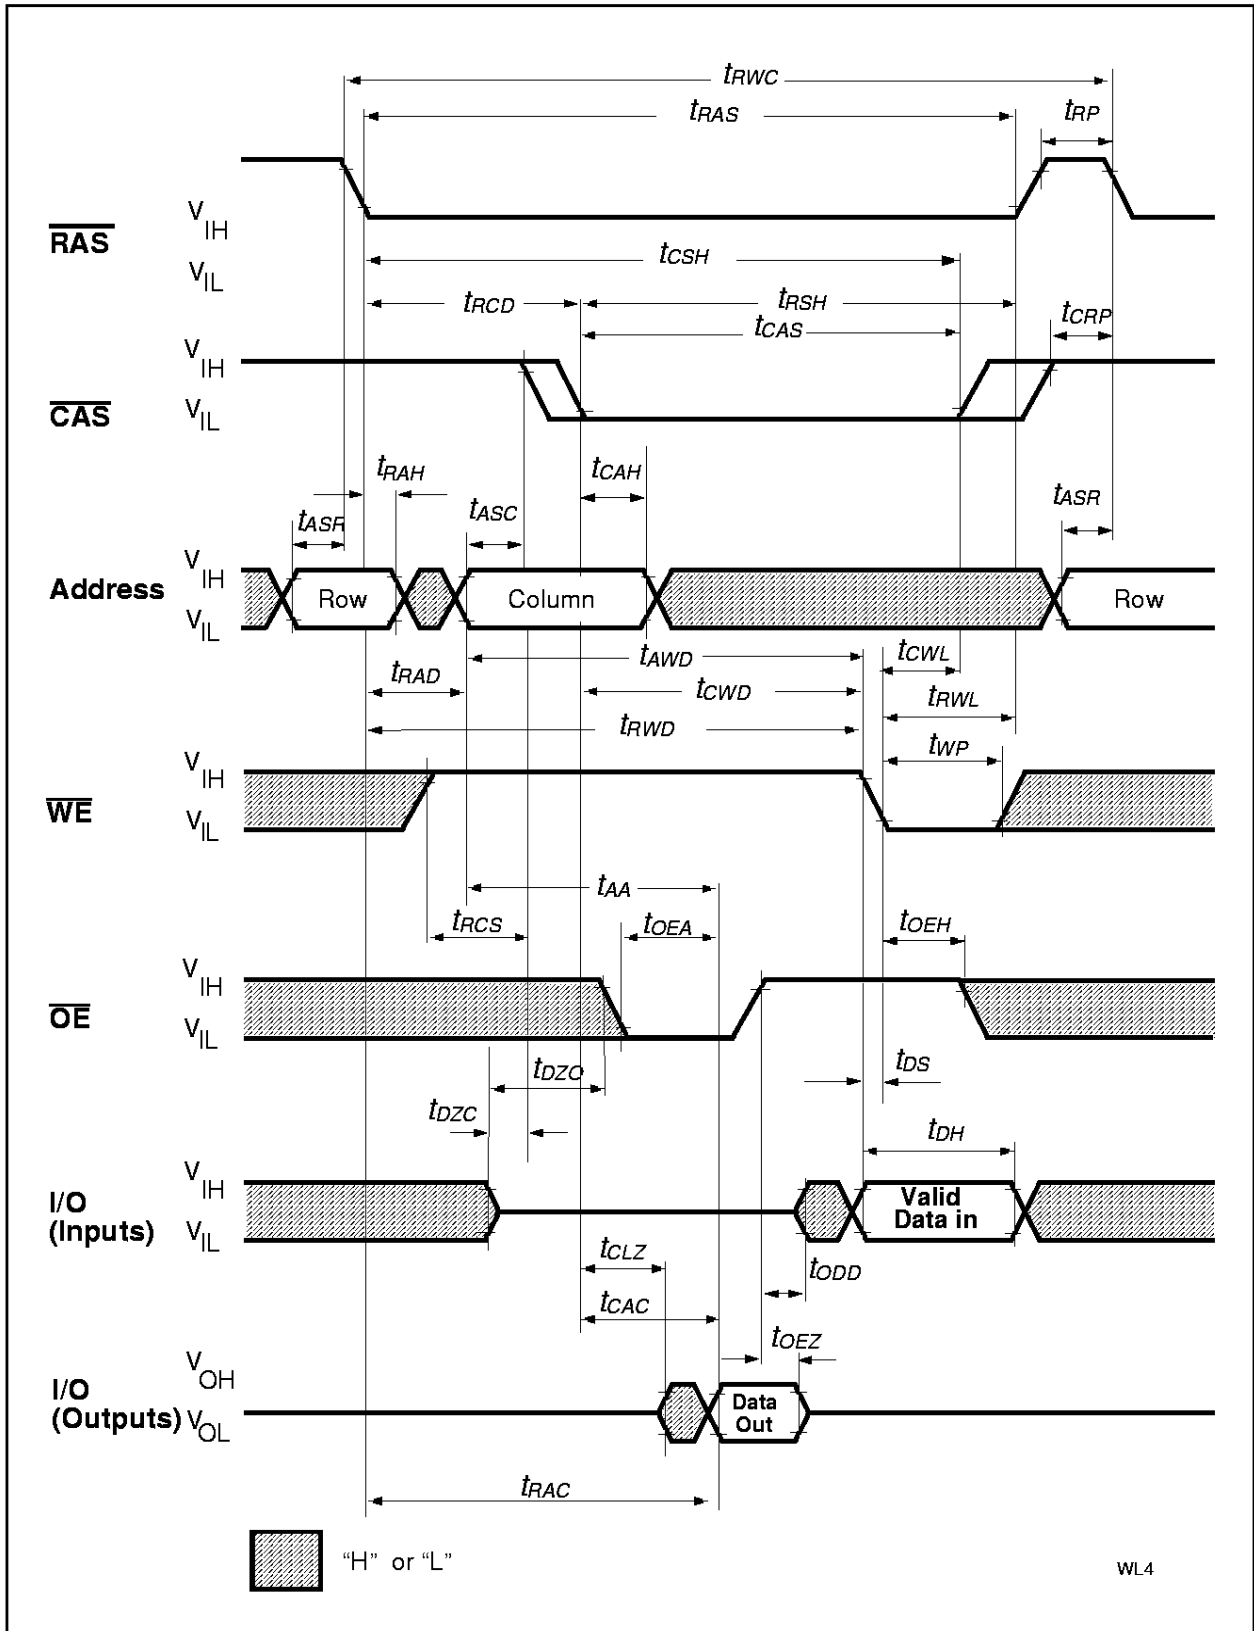 tRWC
tRAS
tRP
VIH
RAS
VIL
tCSH
tRCD
tRSH
tCAS
tCRP
VIH
CAS
VIL
tRAH
tCAH
tASR
tASC
tASR
VIH
Address
Row
Column
Row
VIL
tAWD
tCWL
tRAD
tCWD
tRWL
tRWD
tWP
VIH
WE
VIL
tAA
tRCS
tOEA
tOEH
VIH
OE
VIL
tDZO
tDS
tDZC
tDH
VIH
I/O
(Inputs)
VIL
Valid
Data in
tCLZ
tODD
tCAC
tOEZ
VOH
I/O
(Outputs)
VOL
Data
Out
tRAC
“H” or “L”
WL4